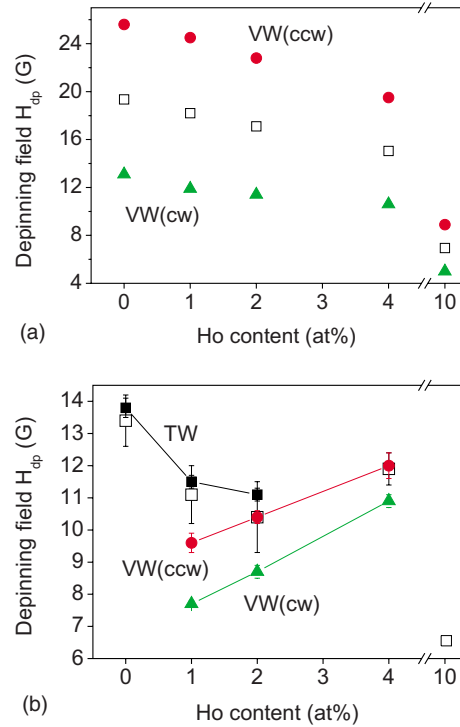 24
20
16
12
8
4
Depinning field H_dp (G)
VW(ccw)
VW(cw)
0 1 2 3 4 10
(a) Ho content (at%)
14
13
12
11
10
9
8
7
6
Depinning field H_dp (G)
TW
VW(ccw)
VW(cw)
0 1 2 3 4 10
(b) Ho content (at%)